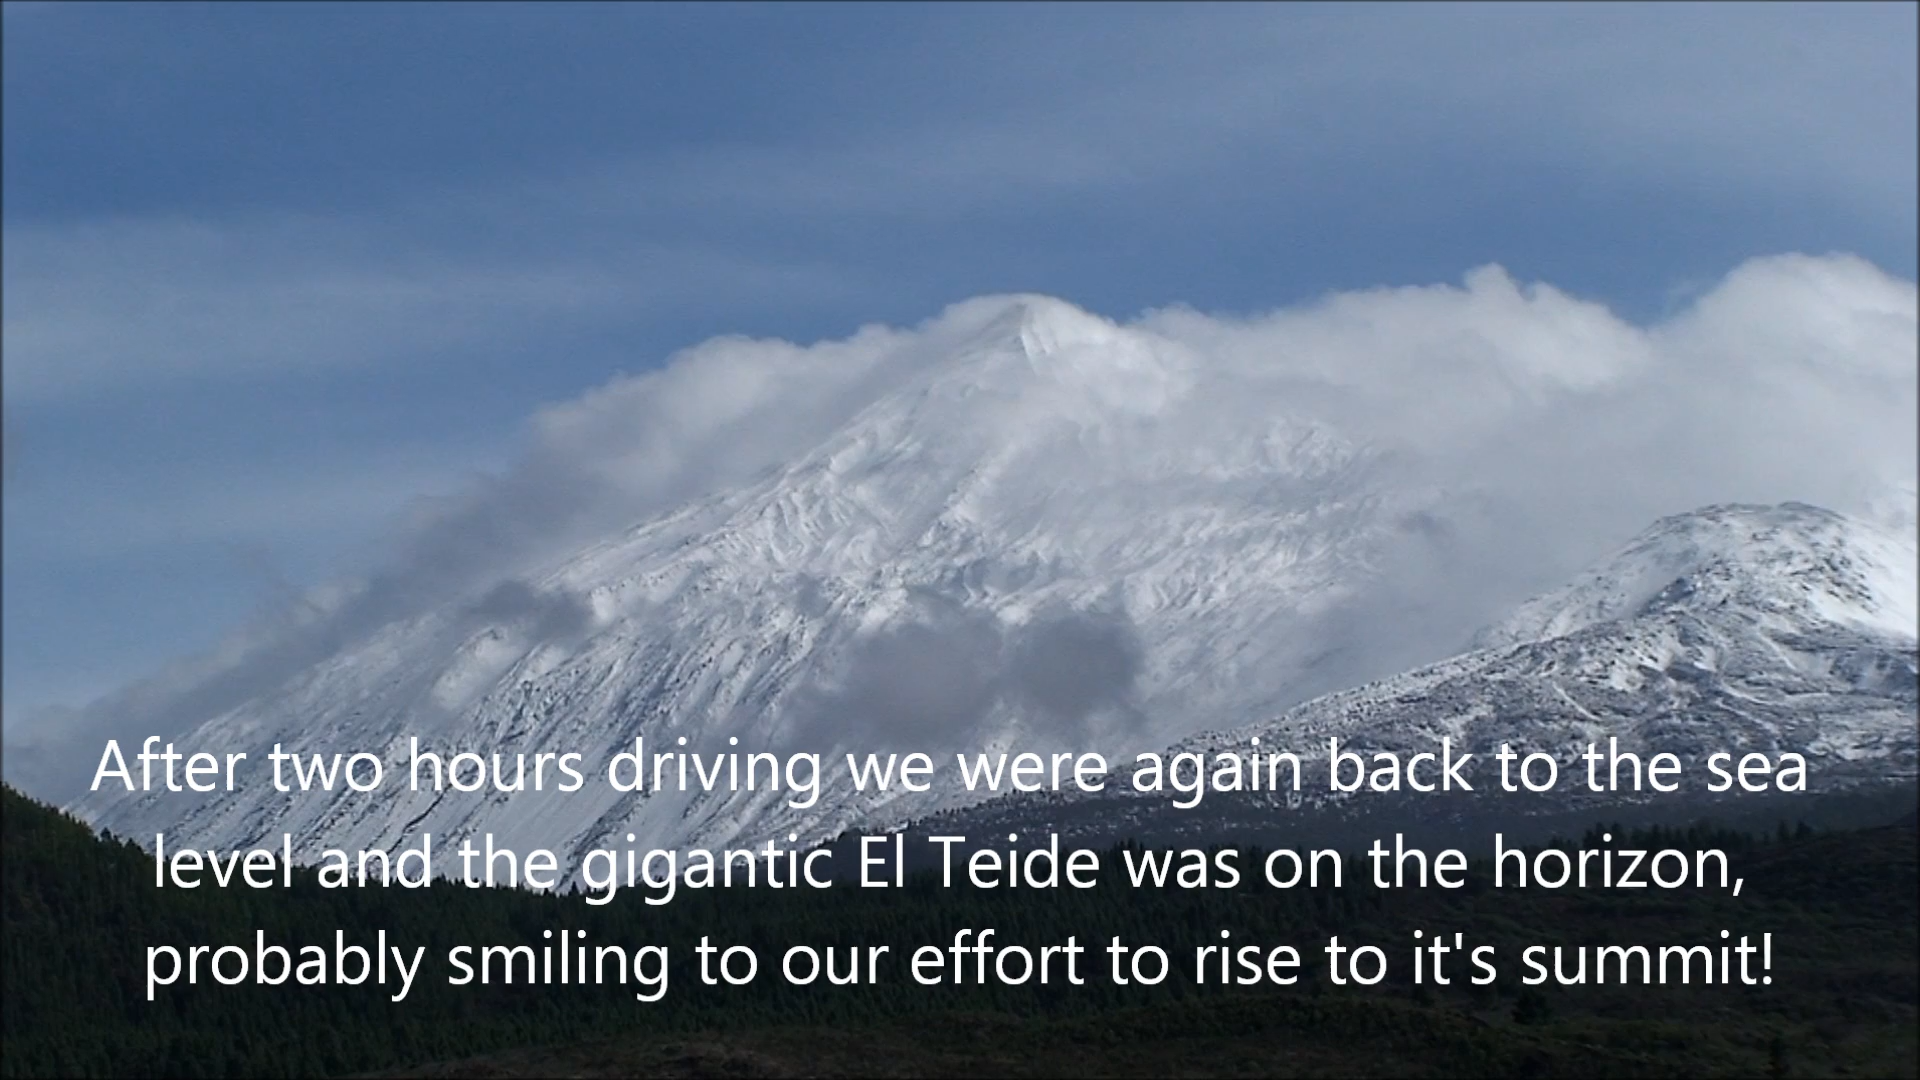 After two hours driving we were again back to the sea
level and the gigantic El Teide was on the horizon,
probably smiling to our effort to rise to it's summit!